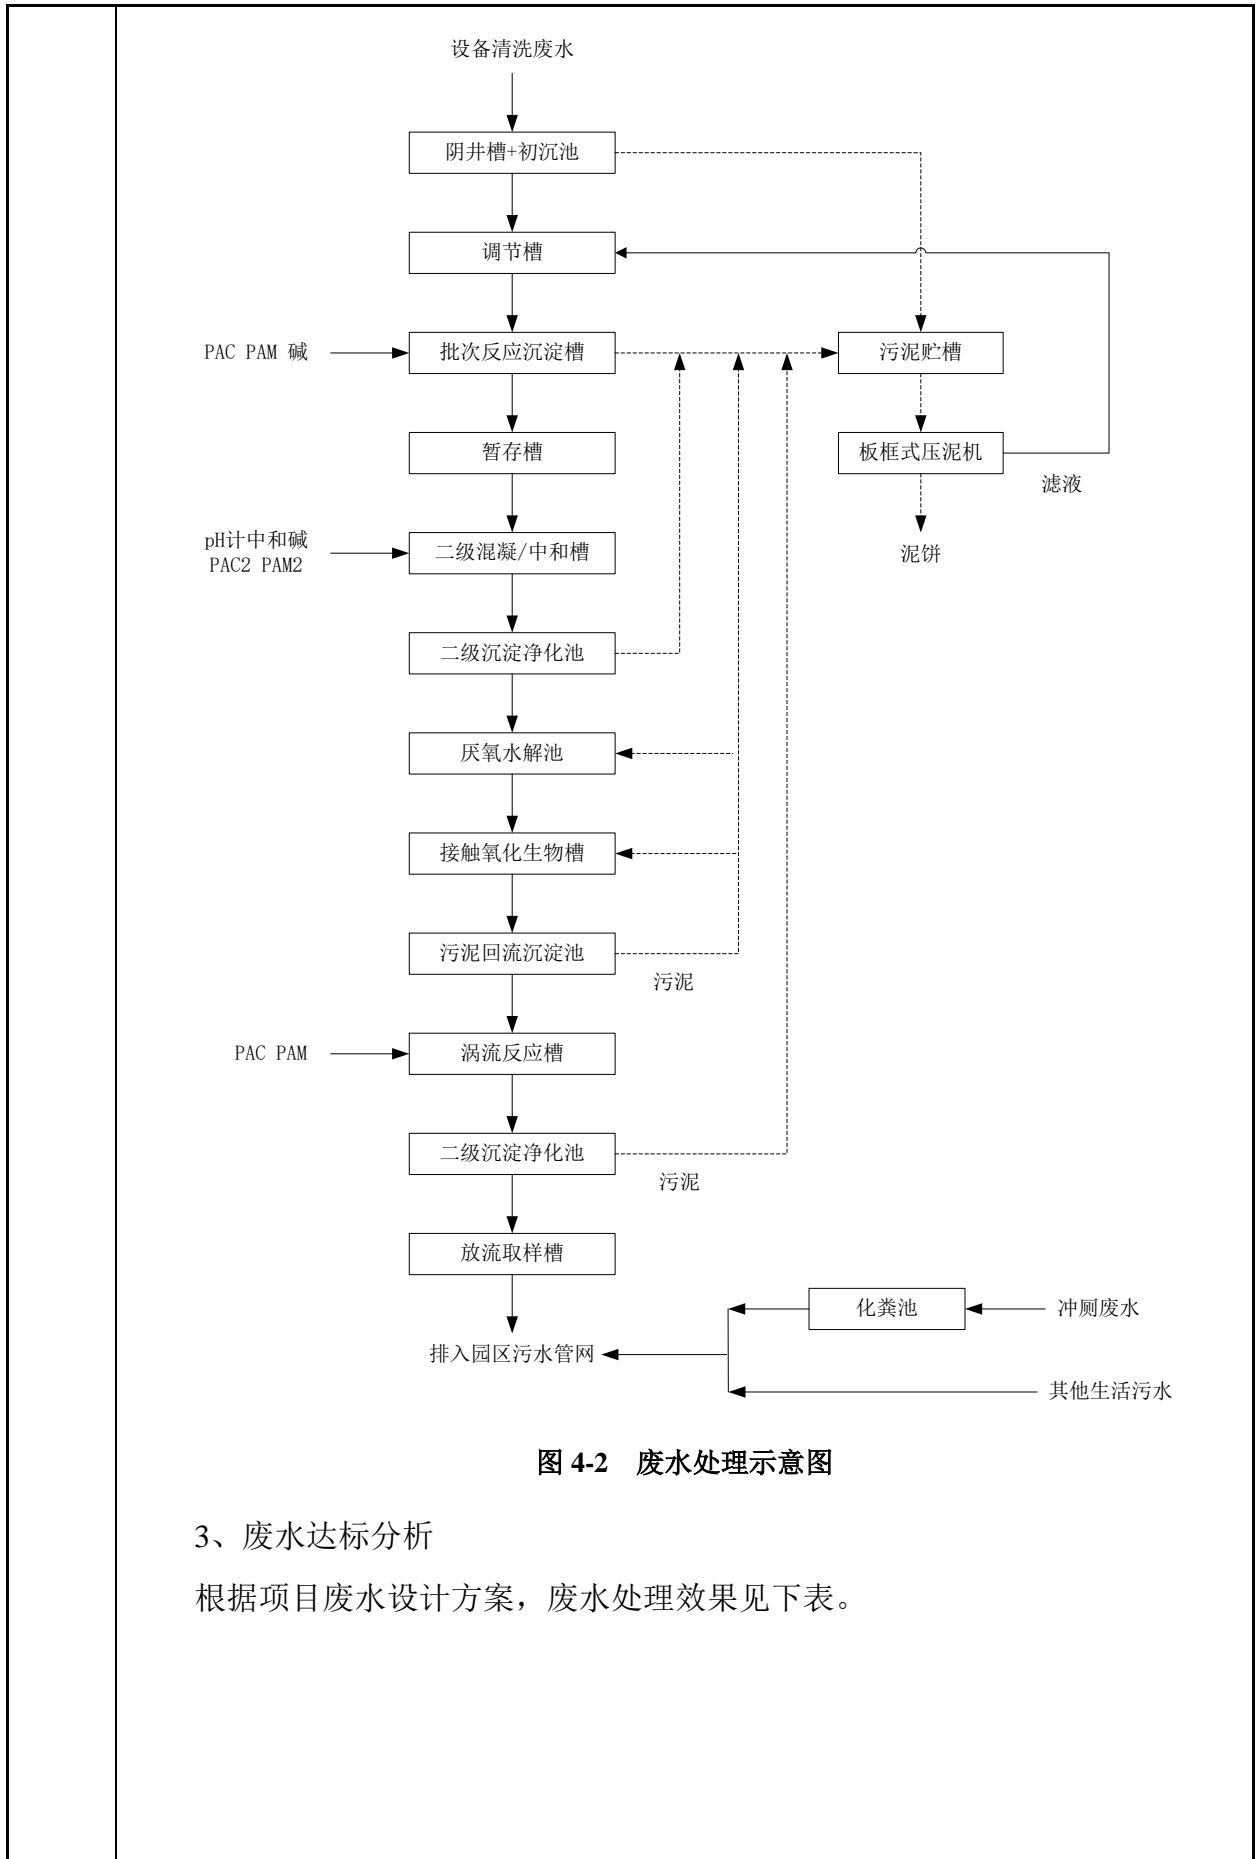 设备清洗废水
阴井槽+初沉池
调节槽
PAC PAM 碱
批次反应沉淀槽
污泥贮槽
暂存槽
板框式压泥机
滤液
pH计中和碱
PAC2 PAM2
二级混凝/中和槽
泥饼
二级沉淀净化池
厌氧水解池
接触氧化生物槽
污泥回流沉淀池
污泥
PAC PAM
涡流反应槽
二级沉淀净化池
污泥
放流取样槽
化粪池
冲厕废水
排入园区污水管网
其他生活污水
图 4-2 废水处理示意图
3、废水达标分析
根据项目废水设计方案，废水处理效果见下表。